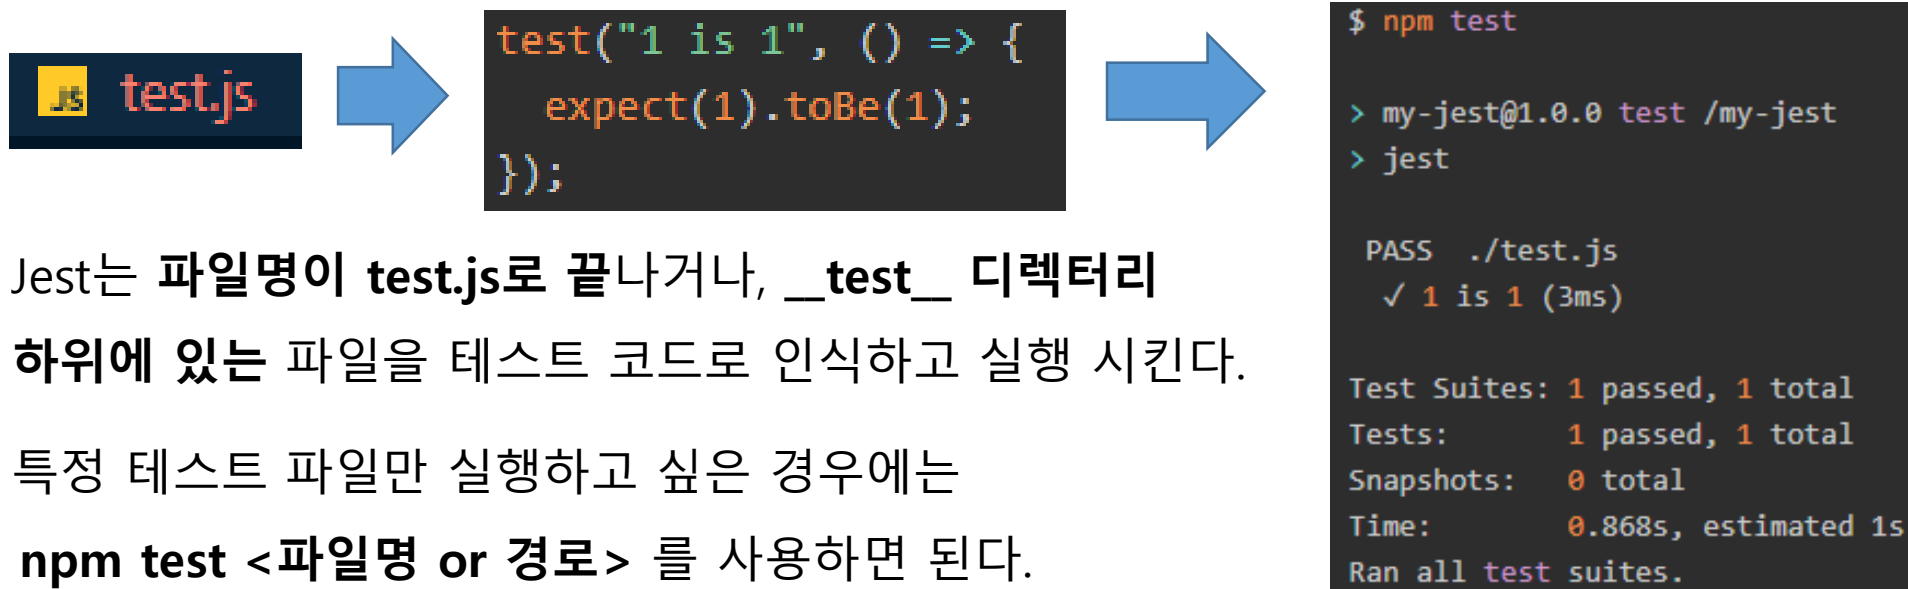 JS test.js
test("1 is 1", () => {
  expect(1).toBe(1);
});
$ npm test
> my-jest@1.0.0 test /my-jest
> jest
PASS ./test.js
✓ 1 is 1 (3ms)
Test Suites: 1 passed, 1 total
Tests: 1 passed, 1 total
Snapshots: 0 total
Time: 0.868s, estimated 1s
Ran all test suites.
Jest는 파일명이 test.js로 끝나거나, __test__ 디렉터리
하위에 있는 파일을 테스트 코드로 인식하고 실행 시킨다.
특정 테스트 파일만 실행하고 싶은 경우에는
npm test <파일명 or 경로> 를 사용하면 된다.